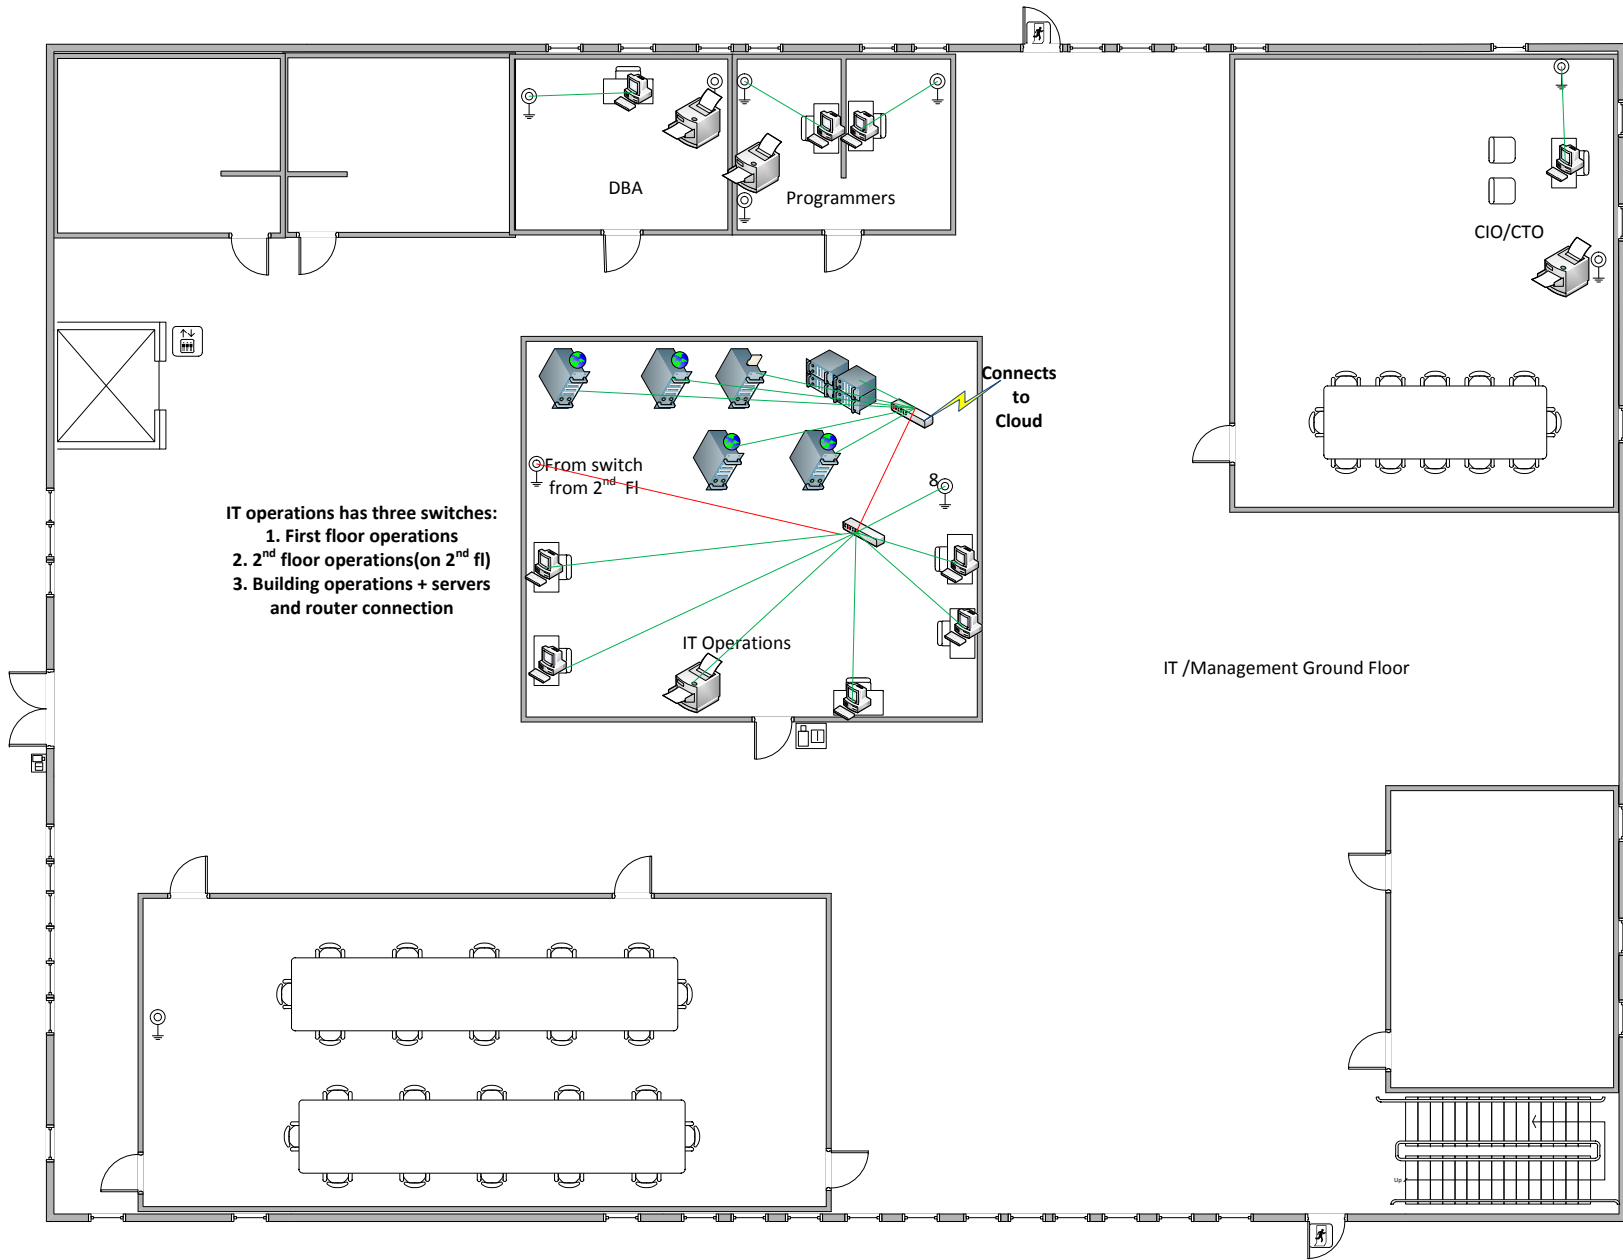 DBA
Programmers
CIO/CTO
Connects
to
Cloud
From switch
from 2nd Fl
8
IT operations has three switches:
1. First floor operations
2. 2nd floor operations(on 2nd fl)
3. Building operations + servers
and router connection
IT Operations
IT /Management Ground Floor
Up